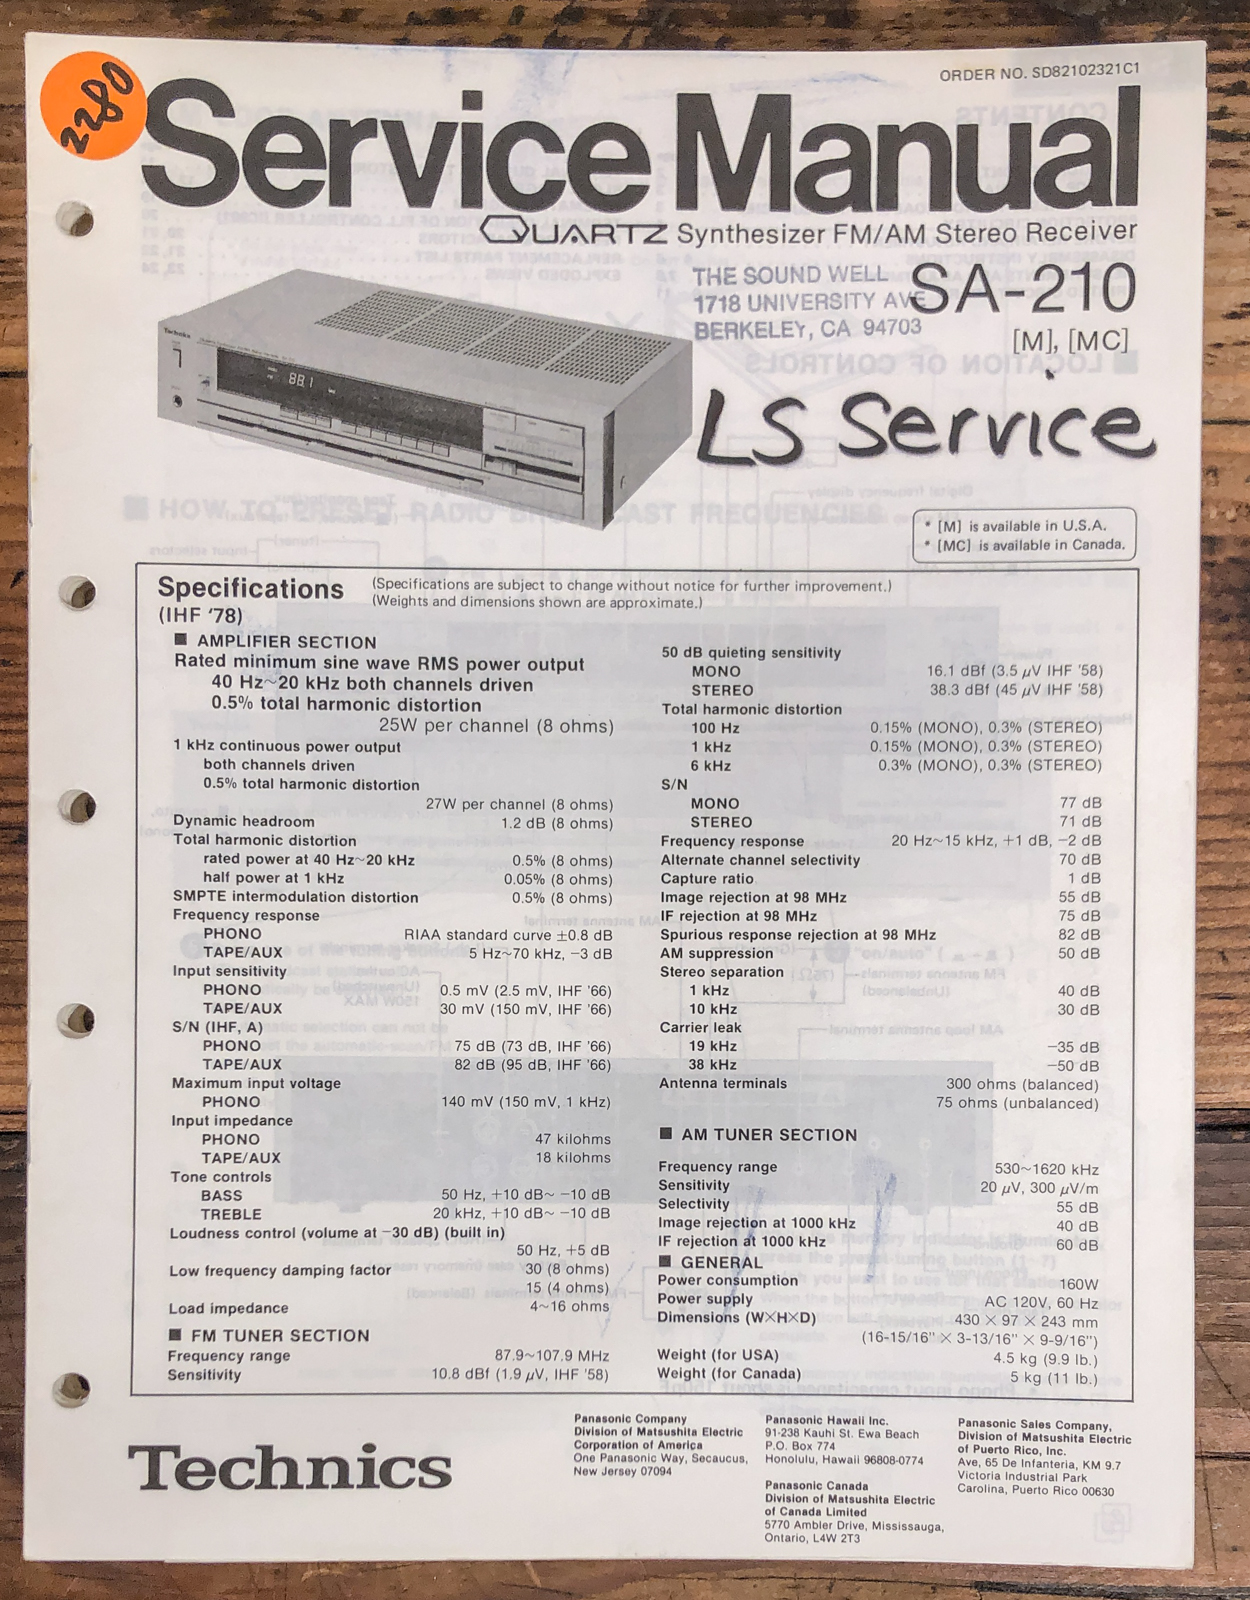 2280
ORDER NO. SD82102321C1
Service Manual
QUARTZ Synthesizer FM/AM Stereo Receiver
SA-210
[M], [MC]
THE SOUND WELL
1718 UNIVERSITY AVE
BERKELEY, CA 94703
LS Service
Technics
88.1
* [M] is available in U.S.A.
* [MC] is available in Canada.
Specifications (Specifications are subject to change without notice for further improvement.)
(IHF '78) (Weights and dimensions shown are approximate.)
■ AMPLIFIER SECTION
Rated minimum sine wave RMS power output
40 Hz~20 kHz both channels driven
0.5% total harmonic distortion
25W per channel (8 ohms)
1 kHz continuous power output
both channels driven
0.5% total harmonic distortion
27W per channel (8 ohms)
Dynamic headroom 1.2 dB (8 ohms)
Total harmonic distortion
rated power at 40 Hz~20 kHz 0.5% (8 ohms)
half power at 1 kHz 0.05% (8 ohms)
SMPTE intermodulation distortion 0.5% (8 ohms)
Frequency response
PHONO RIAA standard curve ±0.8 dB
TAPE/AUX 5 Hz~70 kHz, −3 dB
Input sensitivity
PHONO 0.5 mV (2.5 mV, IHF '66)
TAPE/AUX 30 mV (150 mV, IHF '66)
S/N (IHF, A)
PHONO 75 dB (73 dB, IHF '66)
TAPE/AUX 82 dB (95 dB, IHF '66)
Maximum input voltage
PHONO 140 mV (150 mV, 1 kHz)
Input impedance
PHONO 47 kilohms
TAPE/AUX 18 kilohms
Tone controls
BASS 50 Hz, +10 dB~ −10 dB
TREBLE 20 kHz, +10 dB~ −10 dB
Loudness control (volume at −30 dB) (built in)
50 Hz, +5 dB
Low frequency damping factor 30 (8 ohms)
15 (4 ohms)
Load impedance 4~16 ohms
■ FM TUNER SECTION
Frequency range 87.9~107.9 MHz
Sensitivity 10.8 dBf (1.9 μV, IHF '58)
50 dB quieting sensitivity
MONO 16.1 dBf (3.5 μV IHF '58)
STEREO 38.3 dBf (45 μV IHF '58)
Total harmonic distortion
100 Hz 0.15% (MONO), 0.3% (STEREO)
1 kHz 0.15% (MONO), 0.3% (STEREO)
6 kHz 0.3% (MONO), 0.3% (STEREO)
S/N
MONO 77 dB
STEREO 71 dB
Frequency response 20 Hz~15 kHz, +1 dB, −2 dB
Alternate channel selectivity 70 dB
Capture ratio 1 dB
Image rejection at 98 MHz 55 dB
IF rejection at 98 MHz 75 dB
Spurious response rejection at 98 MHz 82 dB
AM suppression 50 dB
Stereo separation
1 kHz 40 dB
10 kHz 30 dB
Carrier leak
19 kHz −35 dB
38 kHz −50 dB
Antenna terminals 300 ohms (balanced)
75 ohms (unbalanced)
■ AM TUNER SECTION
Frequency range 530~1620 kHz
Sensitivity 20 μV, 300 μV/m
Selectivity 55 dB
Image rejection at 1000 kHz 40 dB
IF rejection at 1000 kHz 60 dB
■ GENERAL
Power consumption 160W
Power supply AC 120V, 60 Hz
Dimensions (W×H×D) 430 × 97 × 243 mm
(16-15/16" × 3-13/16" × 9-9/16")
Weight (for USA) 4.5 kg (9.9 lb.)
Weight (for Canada) 5 kg (11 lb.)
Technics
Panasonic Company
Division of Matsushita Electric
Corporation of America
One Panasonic Way, Secaucus,
New Jersey 07094
Panasonic Hawaii Inc.
91-238 Kauhi St. Ewa Beach
P.O. Box 774
Honolulu, Hawaii 96808-0774
Panasonic Canada
Division of Matsushita Electric
of Canada Limited
5770 Ambler Drive, Mississauga,
Ontario, L4W 2T3
Panasonic Sales Company,
Division of Matsushita Electric
of Puerto Rico, Inc.
Ave, 65 De Infanteria, KM 9.7
Victoria Industrial Park
Carolina, Puerto Rico 00630